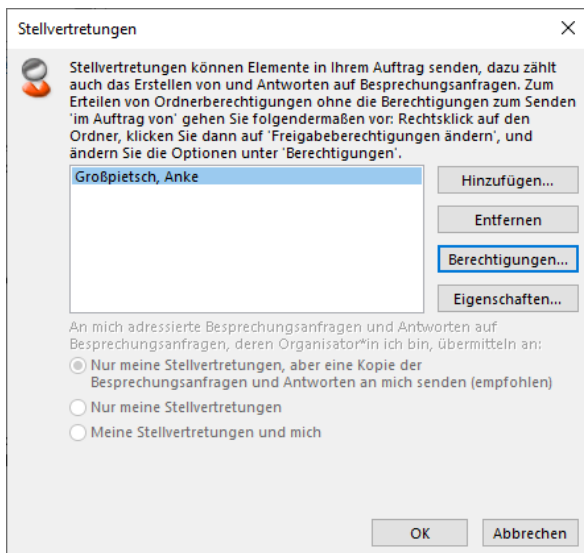 Stellvertretungen
Stellvertretungen können Elemente in Ihrem Auftrag senden, dazu zählt
auch das Erstellen von und Antworten auf Besprechungsanfragen. Zum
Erteilen von Ordnerberechtigungen ohne die Berechtigungen zum Senden
'im Auftrag von' gehen Sie folgendermaßen vor: Rechtsklick auf den
Ordner, klicken Sie dann auf 'Freigabeberechtigungen ändern', und
ändern Sie die Optionen unter 'Berechtigungen'.
Großpietsch, Anke
Hinzufügen...
Entfernen
Berechtigungen...
Eigenschaften...
An mich adressierte Besprechungsanfragen und Antworten auf
Besprechungsanfragen, deren Organisator*in ich bin, übermitteln an:
Nur meine Stellvertretungen, aber eine Kopie der
Besprechungsanfragen und Antworten an mich senden (empfohlen)
Nur meine Stellvertretungen
Meine Stellvertretungen und mich
OK
Abbrechen